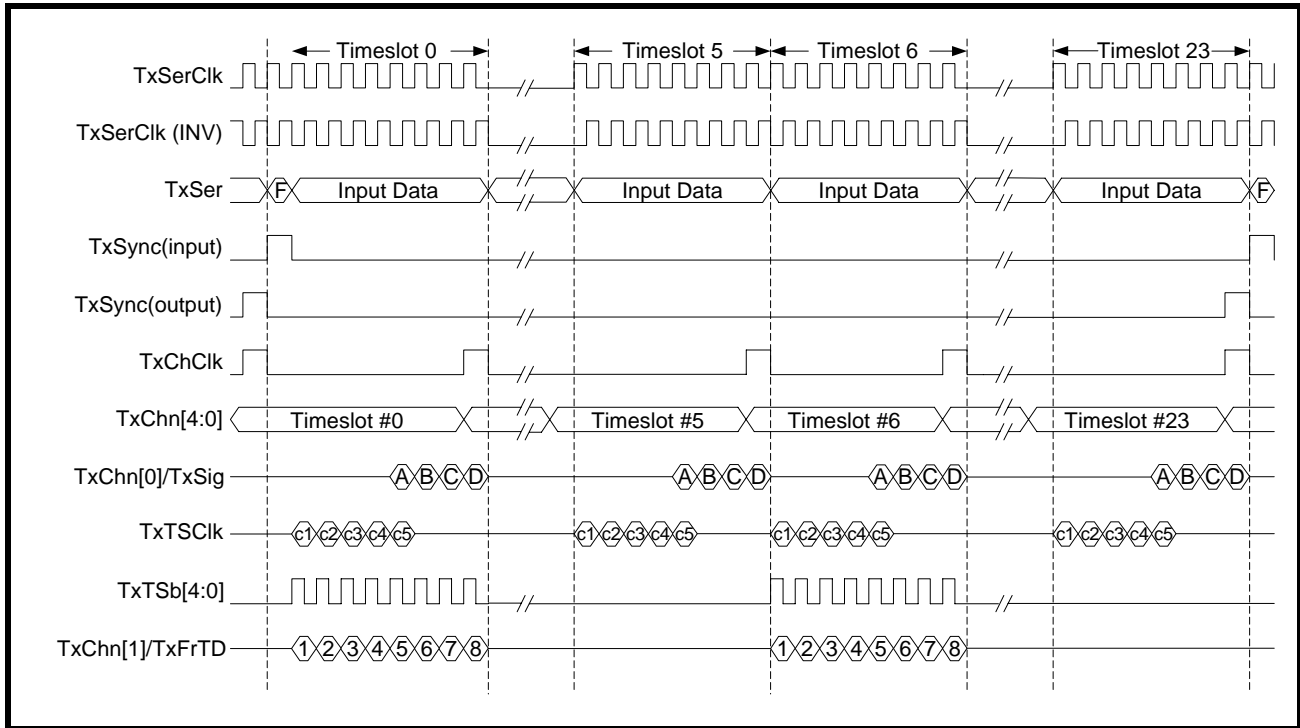 Timeslot 0 Timeslot 5 Timeslot 6 Timeslot 23
TxSerClk
TxSerClk (INV)
TxSer F Input Data Input Data Input Data Input Data F
TxSync(input)
TxSync(output)
TxChClk
TxChn[4:0] Timeslot #0 Timeslot #5 Timeslot #6 Timeslot #23
TxChn[0]/TxSig A B C D A B C D A B C D A B C D
TxTSClk c1 c2 c3 c4 c5 c1 c2 c3 c4 c5 c1 c2 c3 c4 c5 c1 c2 c3 c4 c5
TxTSb[4:0]
TxChn[1]/TxFrTD 1 2 3 4 5 6 7 8 1 2 3 4 5 6 7 8